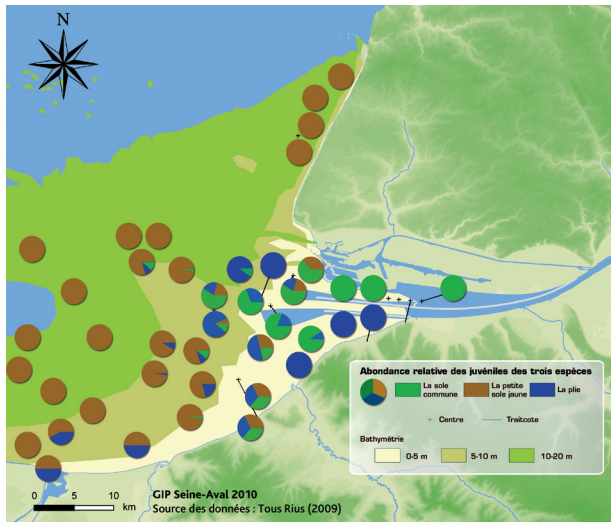 N
Abondance relative des juvéniles des trois espèces
La sole commune
La petite sole jaune
La plie
Centre
Traitcote
Bathymétrie
0-5 m
5-10 m
10-20 m
0 5 10
km
GIP Seine-Aval 2010
Source des données : Tous Rius (2009)